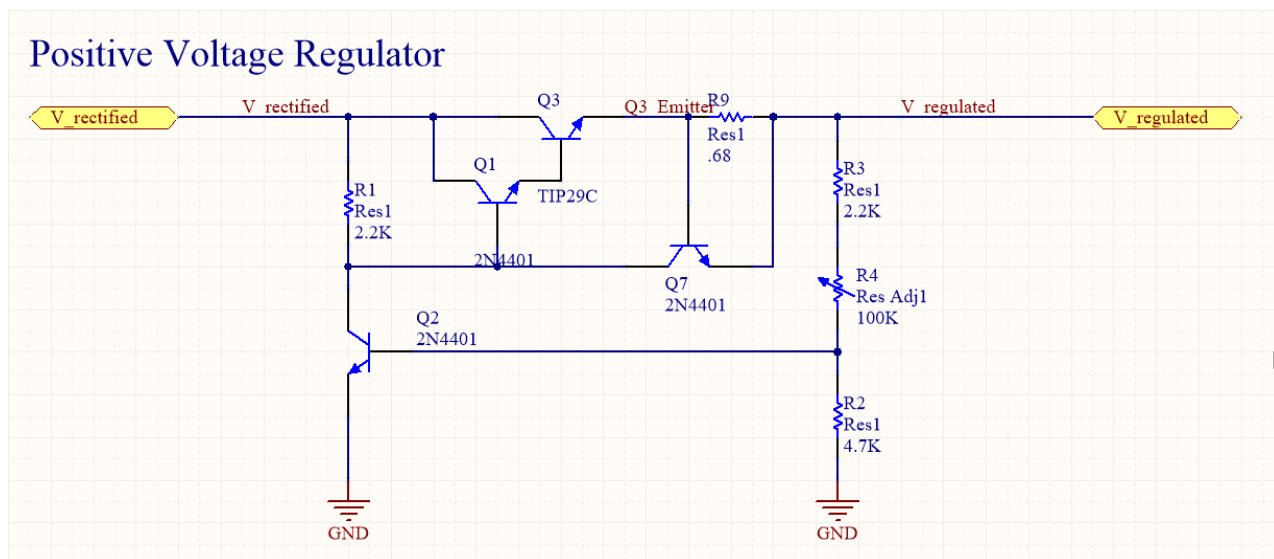 Positive Voltage Regulator
V_rectified
V_rectified
Q3
Q3_Emitter
R9
Res1
.68
V_regulated
V_regulated
Q1
TIP29C
2N4401
R1
Res1
2.2K
R3
Res1
2.2K
Q7
2N4401
R4
Res Adj1
100K
Q2
2N4401
R2
Res1
4.7K
GND
GND